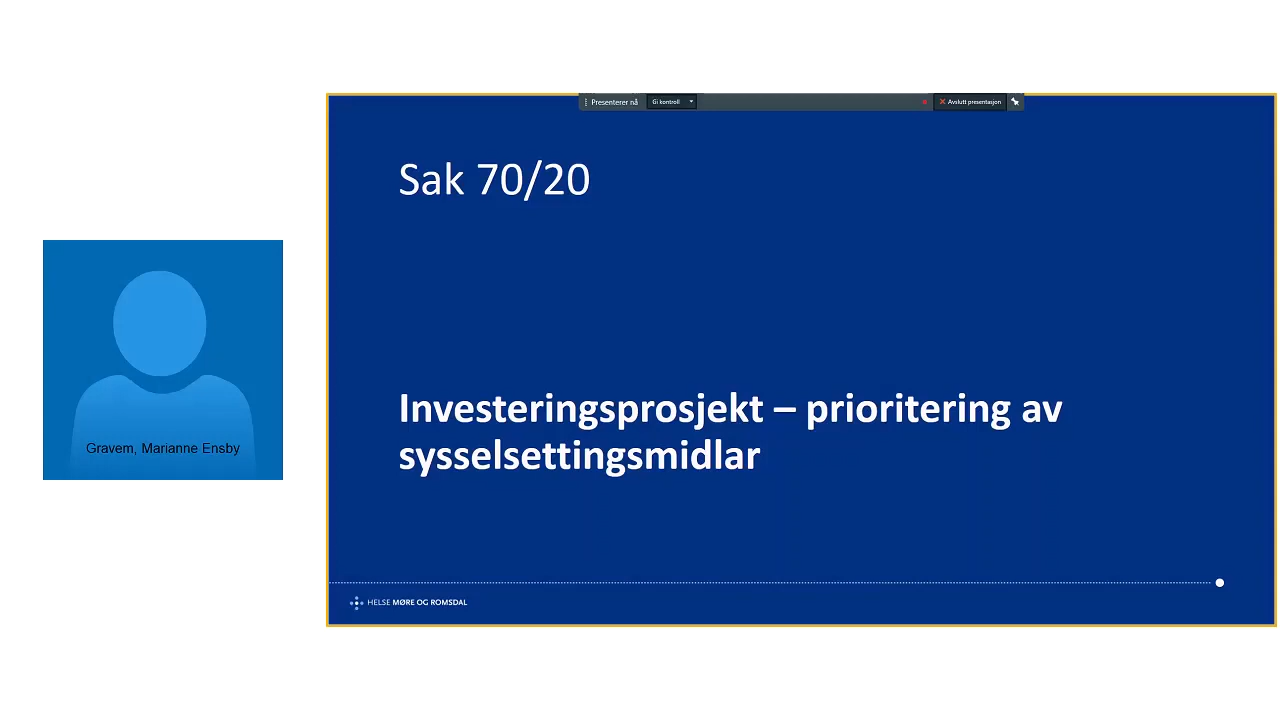 Presenterer nå
Gi kontroll
Avslutt presentasjon
Sak 70/20
Investeringsprosjekt – prioritering av
sysselsettingsmidlar
Gravem, Marianne Ensby
HELSE MØRE OG ROMSDAL